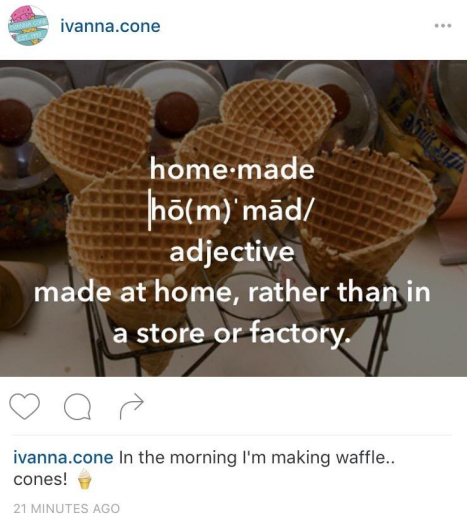 ivanna.cone
home·made
hō(m)ˈmād/
adjective
made at home, rather than in
a store or factory.
ivanna.cone In the morning I'm making waffle..
cones! 🍦
21 MINUTES AGO